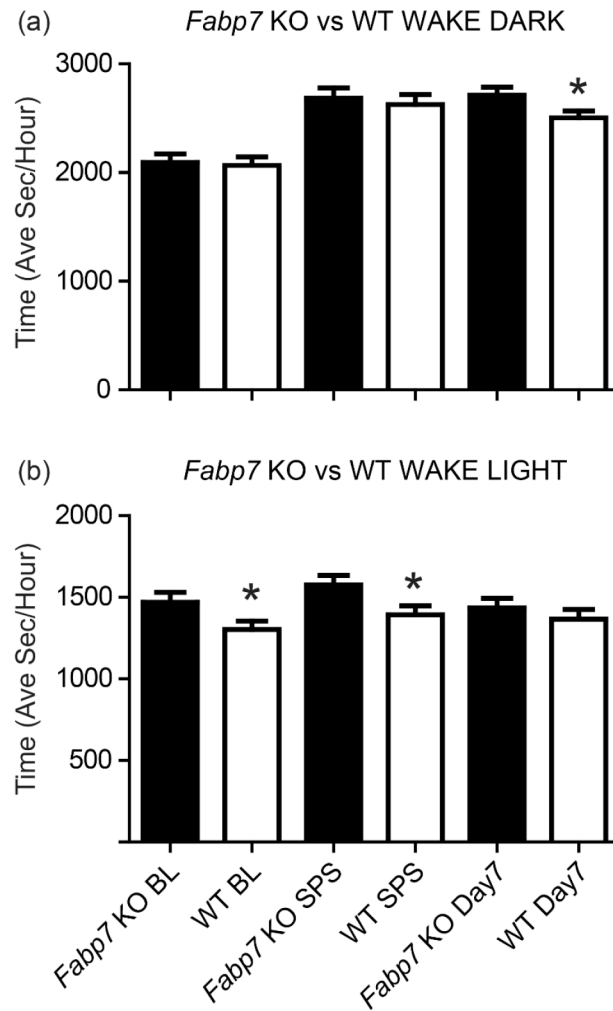 (a) Fabp7 KO vs WT WAKE DARK
Time (Ave Sec/Hour)
3000
2000
1000
0
*
(b) Fabp7 KO vs WT WAKE LIGHT
Time (Ave Sec/Hour)
2000
1500
1000
500
*
*
Fabp7 KO BL
WT BL
Fabp7 KO SPS
WT SPS
Fabp7 KO Day7
WT Day7